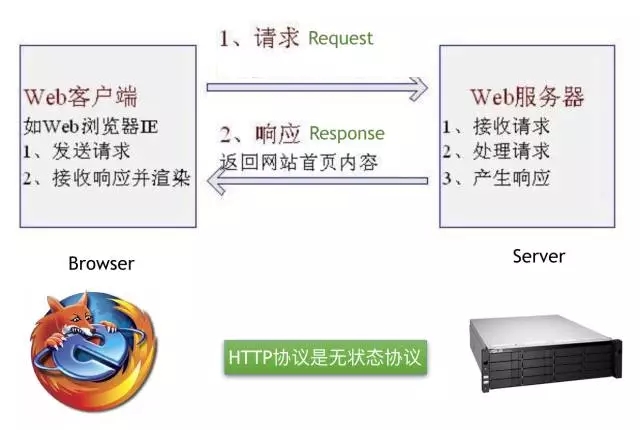 1、请求 Request
Web客户端
如Web浏览器IE
1、发送请求
2、接收响应并渲染
2、响应 Response
返回网站首页内容
Web服务器
1、接收请求
2、处理请求
3、产生响应
Browser
Server
HTTP协议是无状态协议